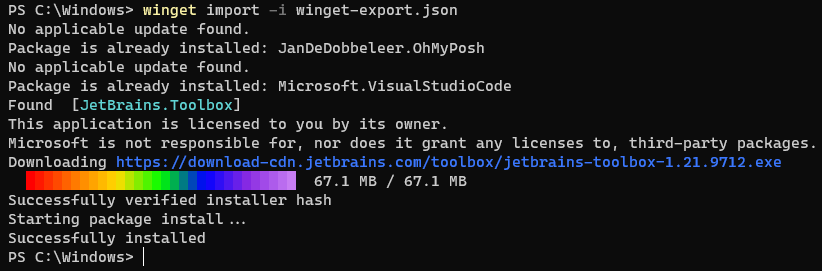 PS C:\Windows> winget import -i winget-export.json
No applicable update found.
Package is already installed: JanDeDobbeleer.OhMyPosh
No applicable update found.
Package is already installed: Microsoft.VisualStudioCode
Found  [JetBrains.Toolbox]
This application is licensed to you by its owner.
Microsoft is not responsible for, nor does it grant any licenses to, third-party packages.
Downloading https://download-cdn.jetbrains.com/toolbox/jetbrains-toolbox-1.21.9712.exe
67.1 MB / 67.1 MB
Successfully verified installer hash
Starting package install...
Successfully installed
PS C:\Windows>